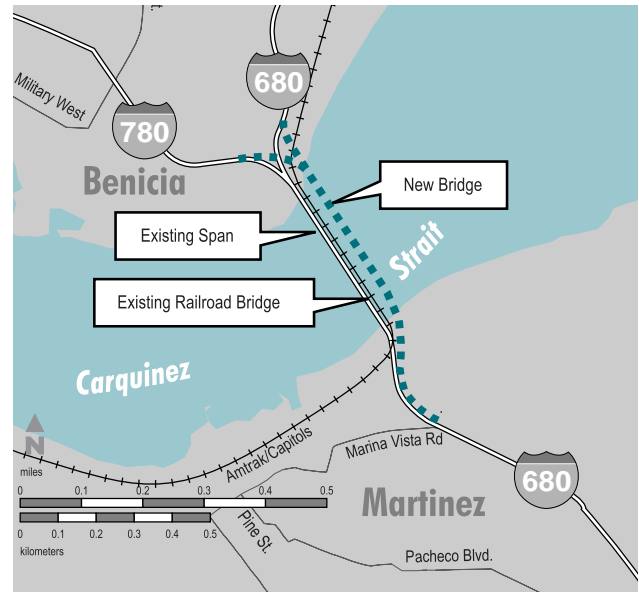 680
Military West
780
Benicia
New Bridge
Existing Span
Strait
Existing Railroad Bridge
Carquinez
N
Amtrak/Capitols
Marina Vista Rd
miles
680
0 0.1 0.2 0.3 0.4 0.5
Martinez
0 0.1 0.2 0.3 0.4 0.5
Pine St.
kilometers
Pacheco Blvd.